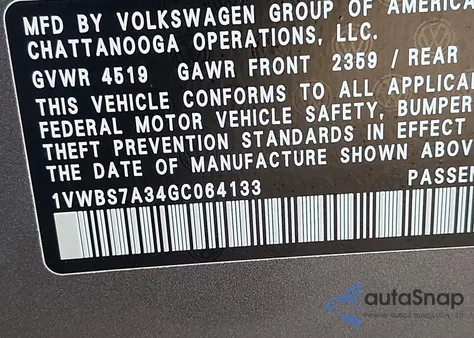 MFD BY VOLKSWAGEN GROUP OF AMERICA
CHATTANOOGA OPERATIONS, LLC.
GVWR 4519 GAWR FRONT 2359 / REAR
THIS VEHICLE CONFORMS TO ALL APPLICA
FEDERAL MOTOR VEHICLE SAFETY, BUMPER
THEFT PREVENTION STANDARDS IN EFFECT
THE DATE OF MANUFACTURE SHOWN ABOV
1VWBS7A34GC064133 PASSEN
autaSnap